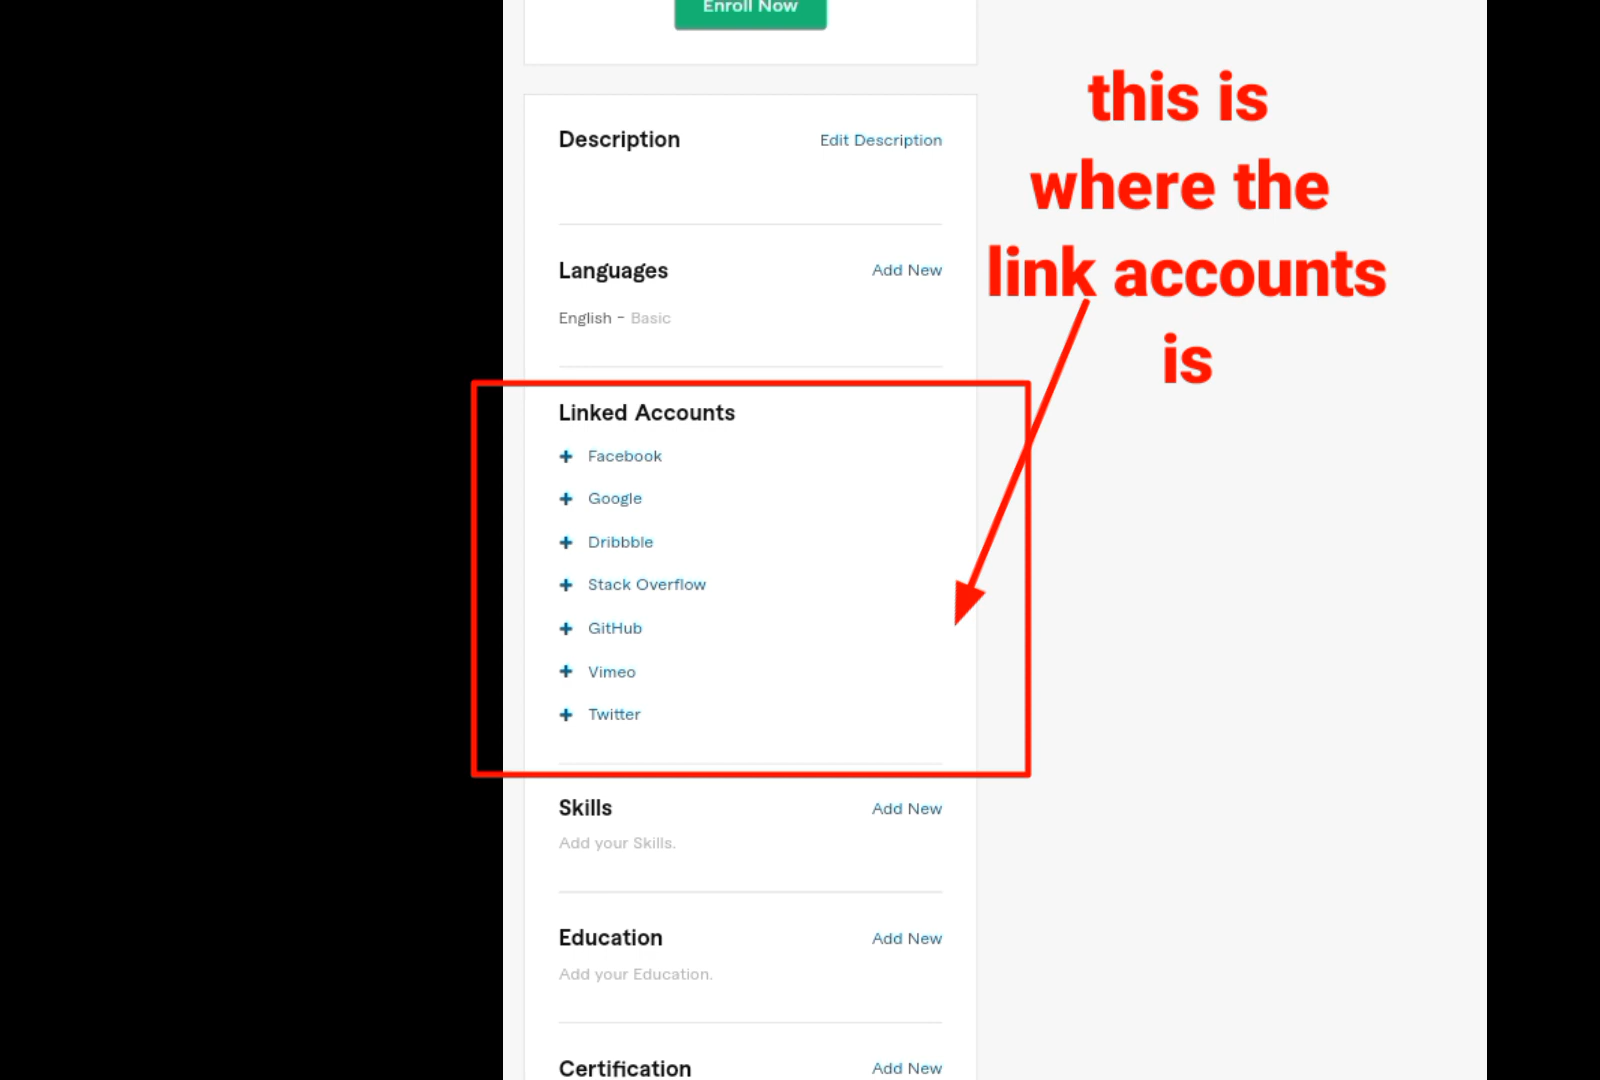 Enroll Now
Description
Edit Description
Languages
Add New
English - Basic
Linked Accounts
+ Facebook
+ Google
+ Dribbble
+ Stack Overflow
+ GitHub
+ Vimeo
+ Twitter
Skills
Add New
Add your Skills.
Education
Add New
Add your Education.
Certification
Add New
this is
where the
link accounts
is